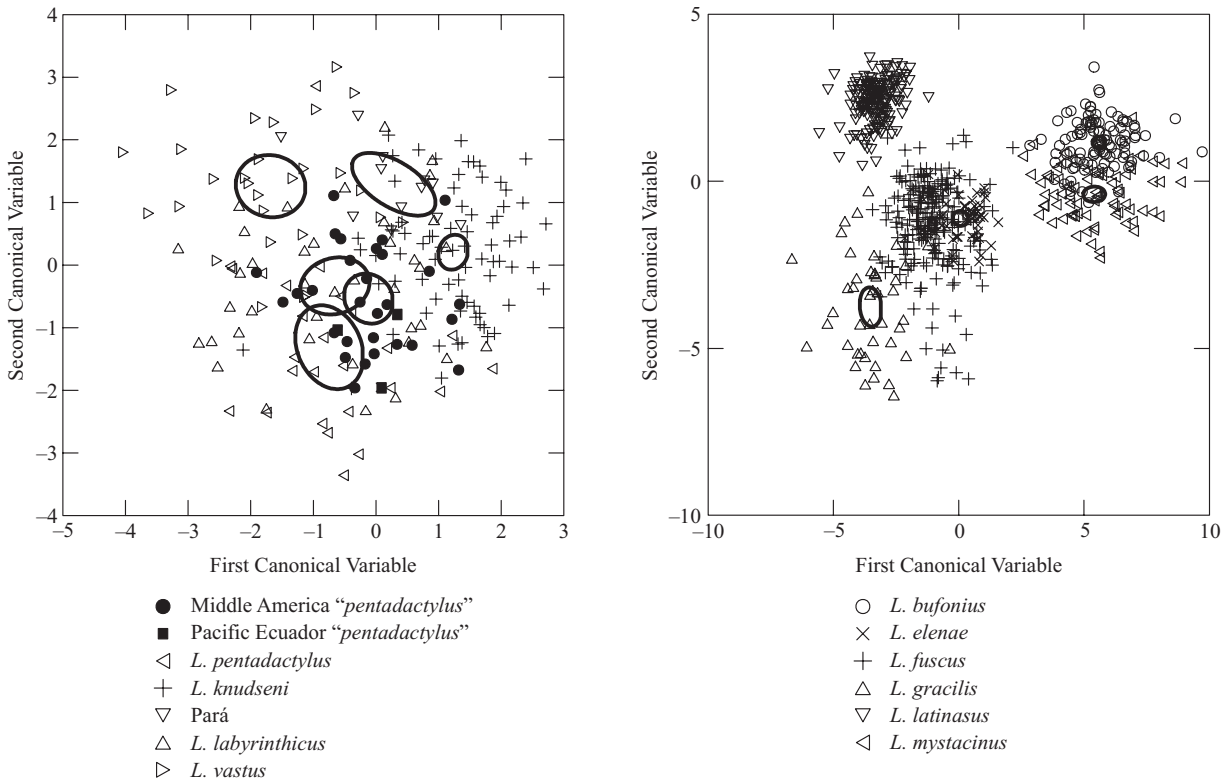 4
3
2
1
0
−1
−2
−3
−4
Second Canonical Variable
−5
−4
−3
−2
−1
0
1
2
3
First Canonical Variable
Middle America “pentadactylus”
Pacific Ecuador “pentadactylus”
L. pentadactylus
L. knudseni
Pará
L. labyrinthicus
L. vastus
5
0
−5
−10
Second Canonical Variable
−10
−5
0
5
10
First Canonical Variable
L. bufonius
L. elenae
L. fuscus
L. gracilis
L. latinasus
L. mystacinus